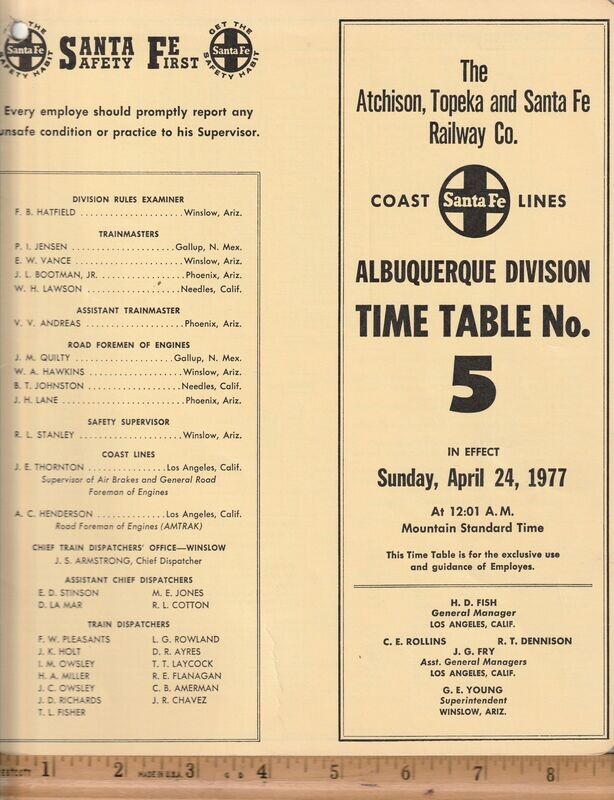 GET THE
Santa Fe
SAFETY HABIT
SANTA FE
SAFETY FIRST
GET THE
Santa Fe
SAFETY HABIT
Every employe should promptly report any
unsafe condition or practice to his Supervisor.
DIVISION RULES EXAMINER
F. B. HATFIELD ......................Winslow, Ariz.
TRAINMASTERS
P. I. JENSEN ......................Gallup, N. Mex.
E. W. VANCE ......................Winslow, Ariz.
J. L. BOOTMAN, JR. ..................Phoenix, Ariz.
W. H. LAWSON ....................Needles, Calif.
ASSISTANT TRAINMASTER
V. V. ANDREAS ....................Phoenix, Ariz.
ROAD FOREMEN OF ENGINES
J. M. QUILTY ......................Gallup, N. Mex.
W. A. HAWKINS ....................Winslow, Ariz.
B. T. JOHNSTON ....................Needles, Calif.
J. H. LANE ........................Phoenix, Ariz.
SAFETY SUPERVISOR
R. L. STANLEY ......................Winslow, Ariz.
COAST LINES
J. E. THORNTON ................Los Angeles, Calif.
Supervisor of Air Brakes and General Road
Foreman of Engines
A. C. HENDERSON ..............Los Angeles, Calif.
Road Foreman of Engines (AMTRAK)
CHIEF TRAIN DISPATCHERS' OFFICE—WINSLOW
J. S. ARMSTRONG, Chief Dispatcher
ASSISTANT CHIEF DISPATCHERS
E. D. STINSON M. E. JONES
D. LA MAR R. L. COTTON
TRAIN DISPATCHERS
F. W. PLEASANTS L. G. ROWLAND
J. K. HOLT D. R. AYRES
I. M. OWSLEY T. T. LAYCOCK
H. A. MILLER R. E. FLANAGAN
J. C. OWSLEY C. B. AMERMAN
J. D. RICHARDS J. R. CHAVEZ
T. L. FISHER
The
Atchison, Topeka and Santa Fe
Railway Co.
COAST Santa Fe LINES
ALBUQUERQUE DIVISION
TIME TABLE No.
5
IN EFFECT
Sunday, April 24, 1977
At 12:01 A.M.
Mountain Standard Time
This Time Table is for the exclusive use
and guidance of Employes.
H. D. FISH
General Manager
LOS ANGELES, CALIF.
C. E. ROLLINS R. T. DENNISON
J. G. FRY
Asst. General Managers
LOS ANGELES, CALIF.
G. E. YOUNG
Superintendent
WINSLOW, ARIZ.
1 2 3 4 5 6 7 8
MADE IN U.S.A.